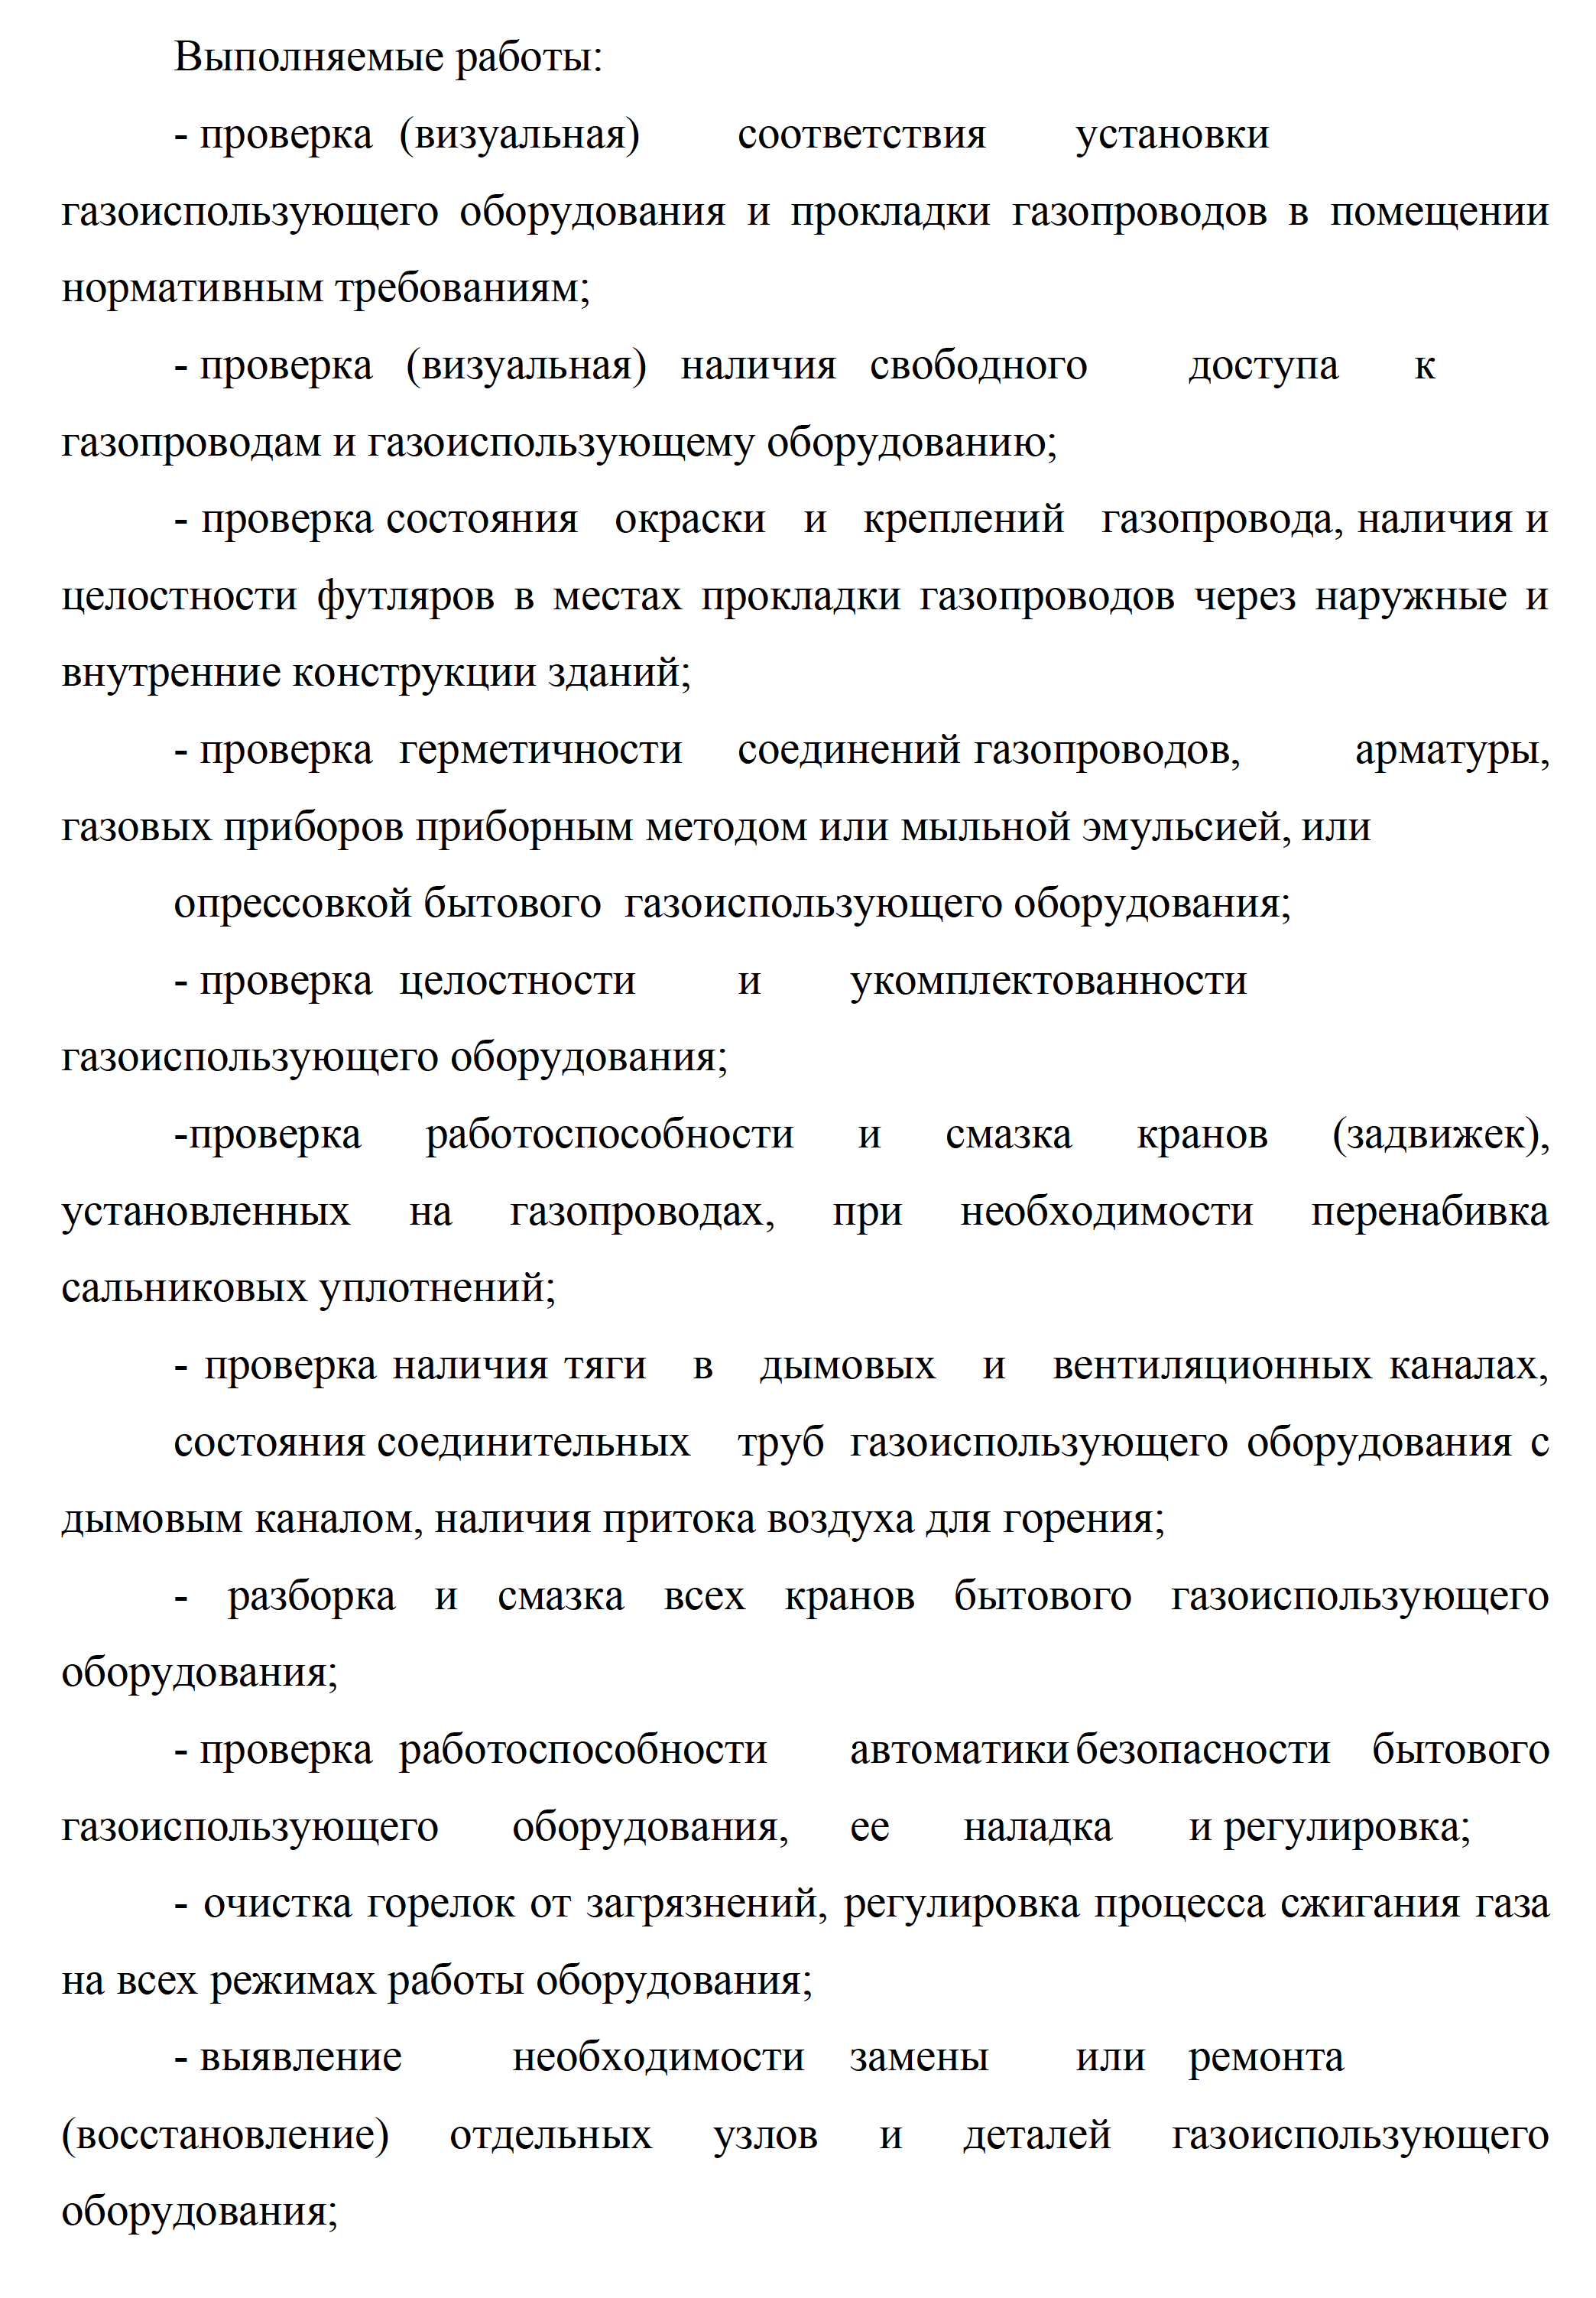 Выполняемые работы:
- проверка (визуальная) соответствия установки
газоиспользующего оборудования и прокладки газопроводов в помещении
нормативным требованиям;
- проверка (визуальная) наличия свободного доступа к
газопроводам и газоиспользующему оборудованию;
- проверка состояния окраски и креплений газопровода, наличия и
целостности футляров в местах прокладки газопроводов через наружные и
внутренние конструкции зданий;
- проверка герметичности соединений газопроводов, арматуры,
газовых приборов приборным методом или мыльной эмульсией, или
опрессовкой бытового газоиспользующего оборудования;
- проверка целостности и укомплектованности
газоиспользующего оборудования;
-проверка работоспособности и смазка кранов (задвижек),
установленных на газопроводах, при необходимости перенабивка
сальниковых уплотнений;
- проверка наличия тяги в дымовых и вентиляционных каналах,
состояния соединительных труб газоиспользующего оборудования с
дымовым каналом, наличия притока воздуха для горения;
- разборка и смазка всех кранов бытового газоиспользующего
оборудования;
- проверка работоспособности автоматики безопасности бытового
газоиспользующего оборудования, ее наладка и регулировка;
- очистка горелок от загрязнений, регулировка процесса сжигания газа
на всех режимах работы оборудования;
- выявление необходимости замены или ремонта
(восстановление) отдельных узлов и деталей газоиспользующего
оборудования;